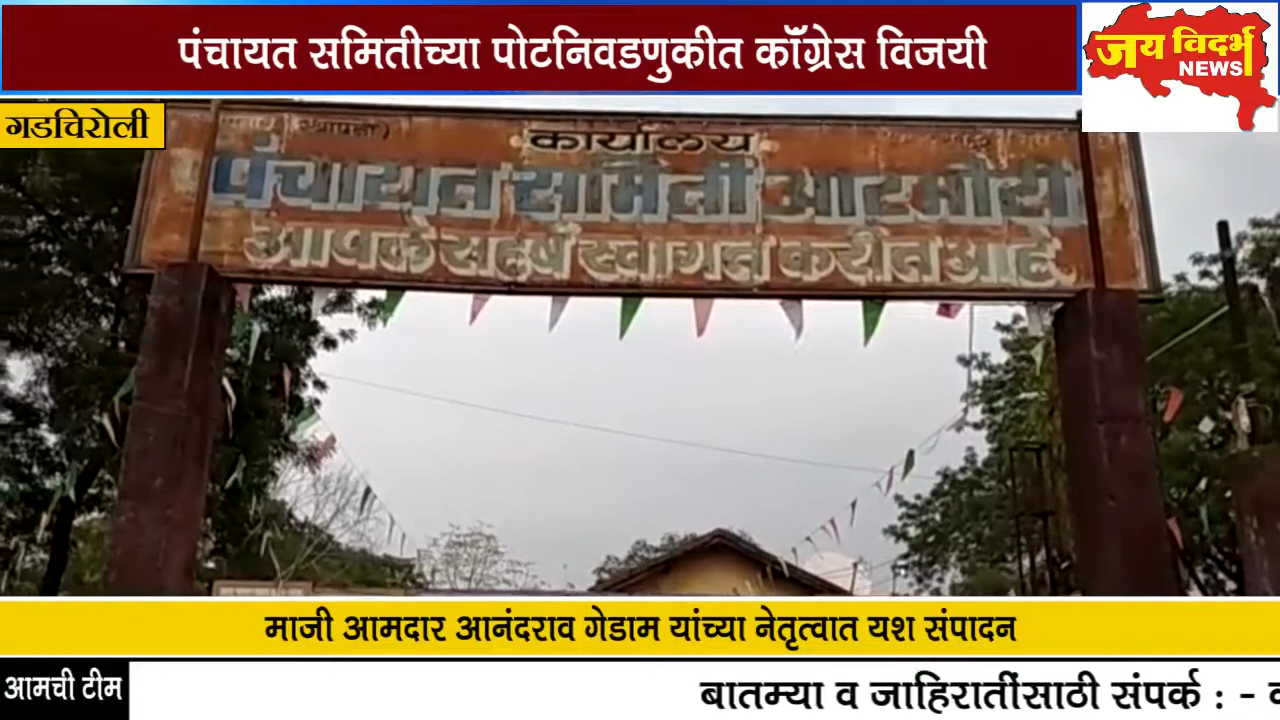 पंचायत समितीच्या पोटनिवडणुकीत काँग्रेस विजयी
जय विदर्भ
NEWS
गडचिरोली
कार्यालय
पंचायत समिती आरमोरी
आपले सहर्ष स्वागत करीत आहे
माजी आमदार आनंदराव गेडाम यांच्या नेतृत्वात यश संपादन
आमची टीम
बातम्या व जाहिरातींसाठी संपर्क : -